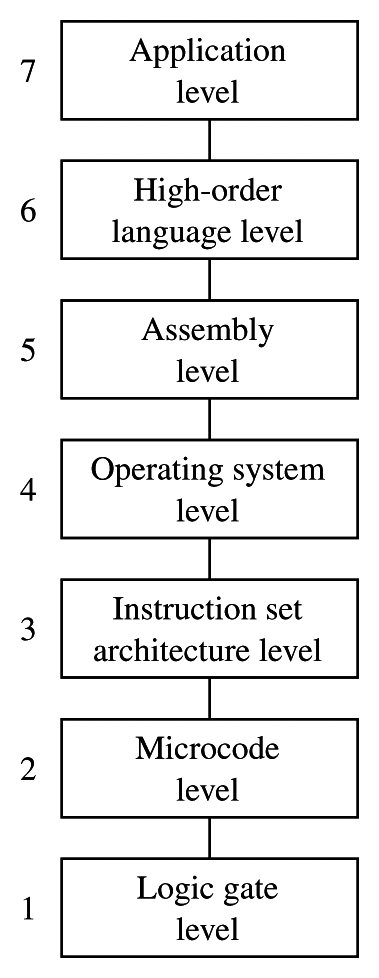 7
Application
level
6
High-order
language level
5
Assembly
level
4
Operating system
level
3
Instruction set
architecture level
2
Microcode
level
1
Logic gate
level